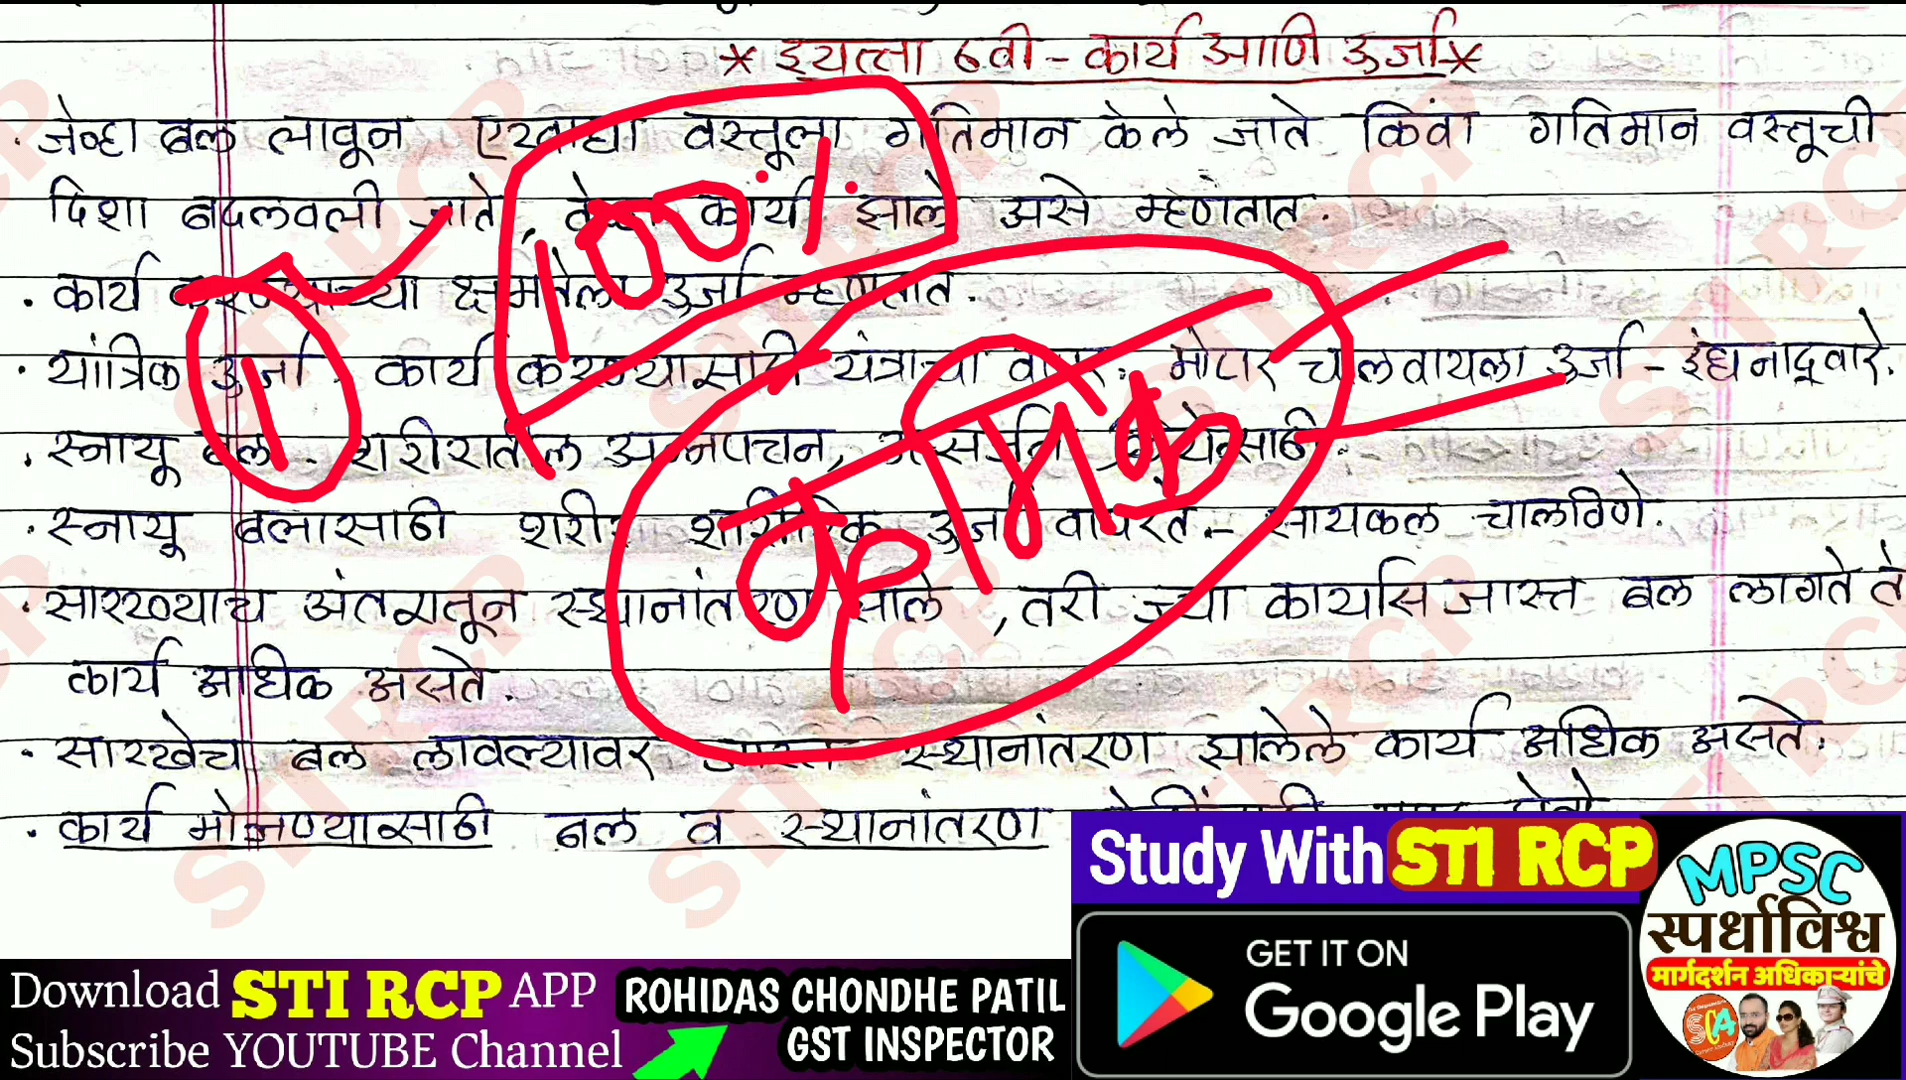 * इयत्ता 6वी - कार्य आणि ऊर्जा *
· जेव्हा बल लावून एखाद्या वस्तूला गतिमान केले जाते किंवा गतिमान वस्तूची
दिशा बदलवली जाते, कार्य झाले असे म्हणतात.
· कार्य करण्याच्या क्षमतेला ऊर्जा म्हणतात.
· यांत्रिक ऊर्जा - कार्य करण्यासाठी यंत्राचा वापर. मोटार चालवायला ऊर्जा - इंधनाद्वारे.
· स्नायू बल - शरीरातील अन्नपचन,
· स्नायू बलासाठी शरीर शारीरिक ऊर्जा वापरते - सायकल चालविणे.
· सारख्याच अंतरातून स्थानांतरण झाले, तरी ज्या कार्यास जास्त बल लागते ते
कार्य अधिक असते.
· सारखेच बल लावल्यावर जास्त स्थानांतरण झालेले कार्य अधिक असते.
· कार्य मोजण्यासाठी बल व स्थानांतरण
100%
1
STI RCP
Study With STI RCP
GET IT ON
Google Play
MPSC
स्पर्धाविश्व
मार्गदर्शन अधिकाऱ्यांचे
Download STI RCP APP
Subscribe YOUTUBE Channel
ROHIDAS CHONDHE PATIL
GST INSPECTOR